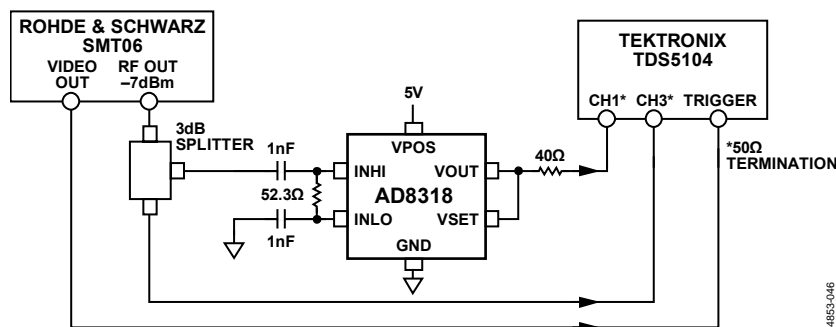 ROHDE & SCHWARZ
SMT06
VIDEO
OUT
RF OUT
–7dBm
TEKTRONIX
TDS5104
CH1*
CH3*
TRIGGER
3dB
SPLITTER
1nF
52.3Ω
1nF
5V
VPOS
INHI
VOUT
AD8318
INLO
VSET
GND
40Ω
*50Ω
TERMINATION
4853-046